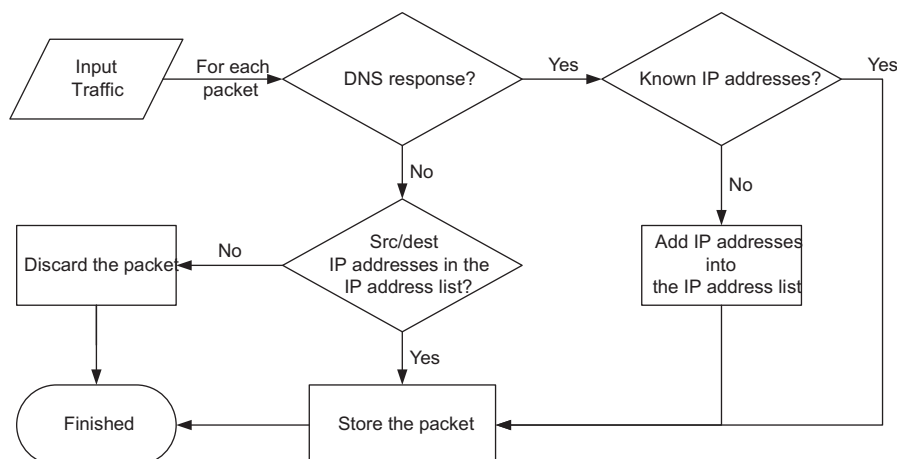 Input
Traffic
For each
packet
DNS response?
Yes
Known IP addresses?
Yes
No
No
Discard the packet
No
Src/dest
IP addresses in the
IP address list?
Add IP addresses
into
the IP address list
Yes
Finished
Store the packet